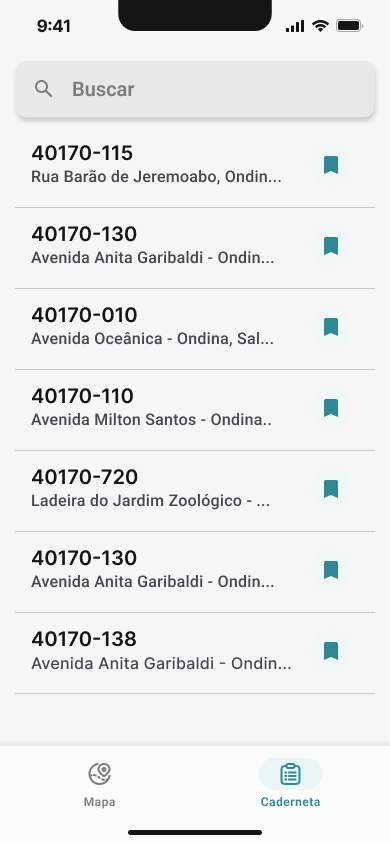 9:41
Buscar
40170-115
Rua Barão de Jeremoabo, Ondin...
40170-130
Avenida Anita Garibaldi - Ondin...
40170-010
Avenida Oceânica - Ondina, Sal...
40170-110
Avenida Milton Santos - Ondina..
40170-720
Ladeira do Jardim Zoológico - ...
40170-130
Avenida Anita Garibaldi - Ondin...
40170-138
Avenida Anita Garibaldi - Ondin...
Mapa
Caderneta